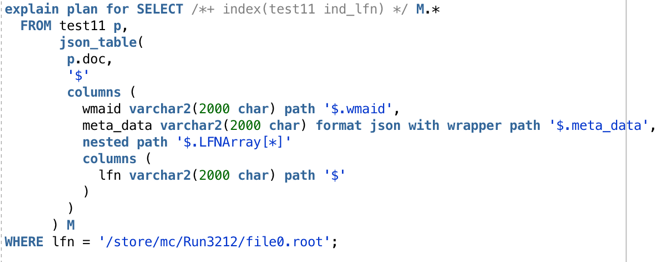 explain plan for SELECT /*+ index(test11 ind_lfn) */ M.*
FROM test11 p,
json_table(
p.doc,
'$'
columns (
wmaid varchar2(2000 char) path '$.wmaid',
meta_data varchar2(2000 char) format json with wrapper path '$.meta_data',
nested path '$.LFNArray[*]'
columns (
lfn varchar2(2000 char) path '$'
)
)
) M
WHERE lfn = '/store/mc/Run3212/file0.root';